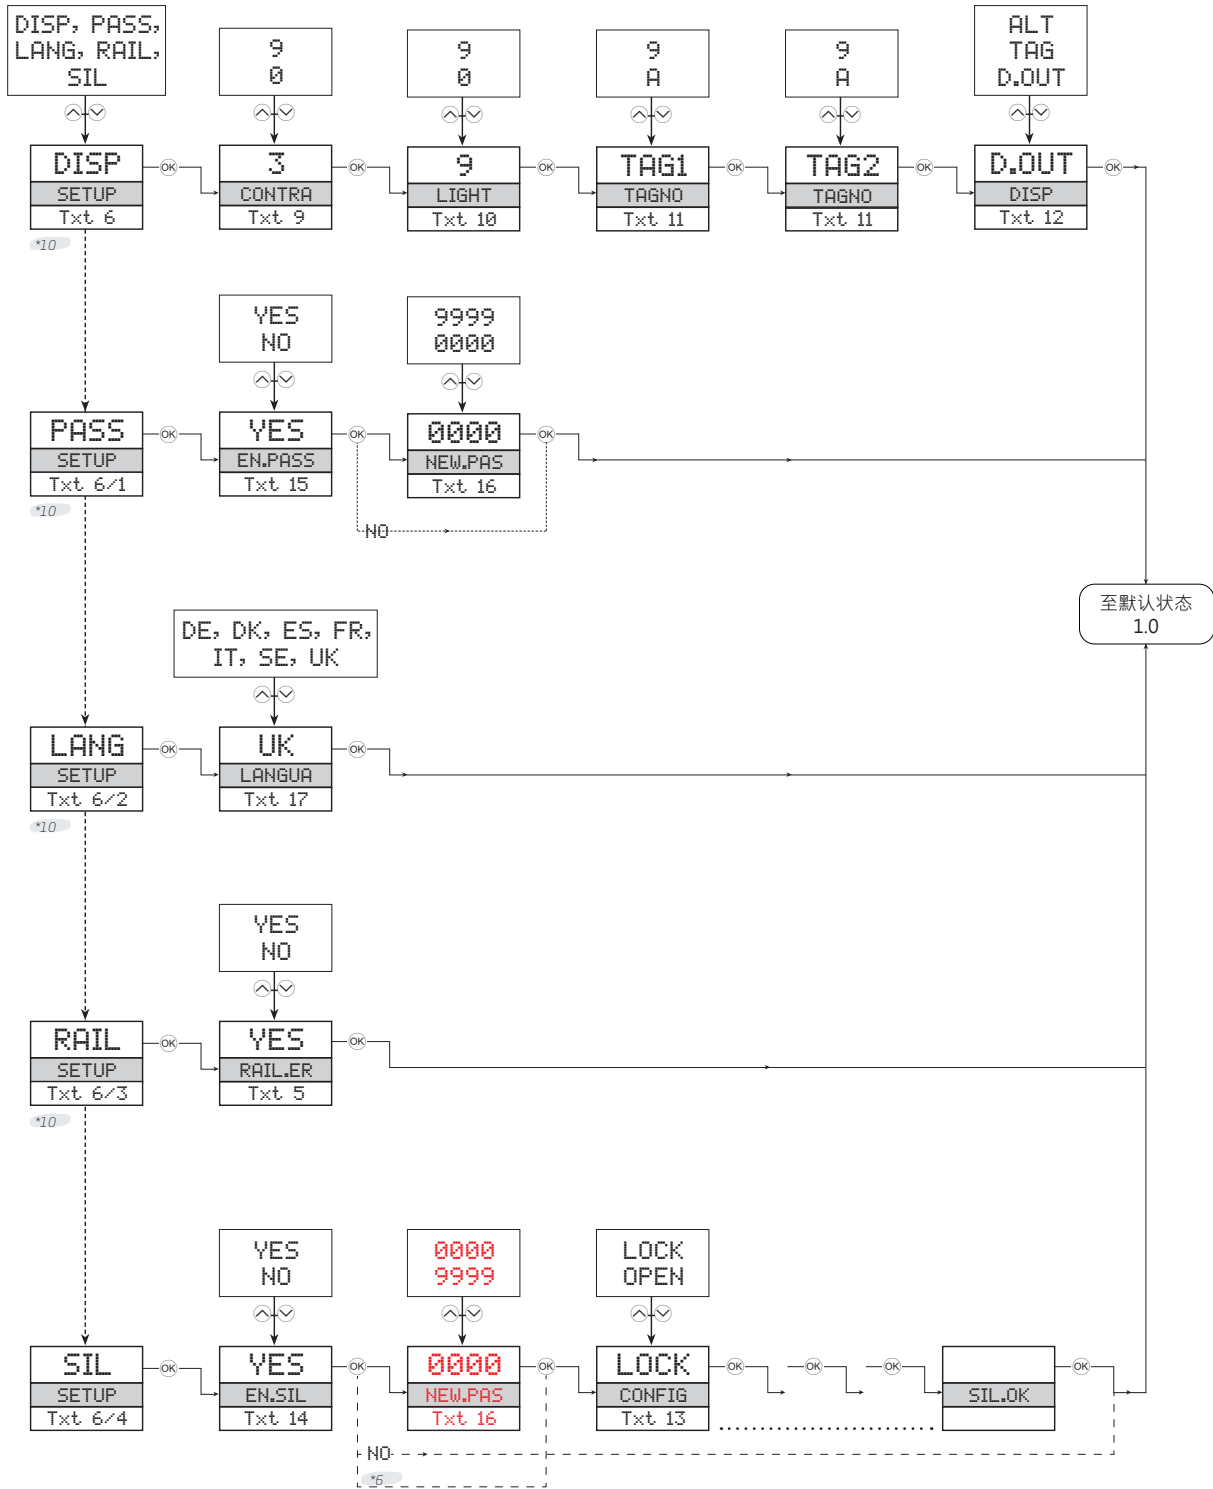 DISP, PASS,
LANG, RAIL,
SIL
9
0
9
0
9
A
9
A
ALT
TAG
D.OUT
DISP
SETUP
Txt 6
OK
3
CONTRA
Txt 9
OK
9
LIGHT
Txt 10
OK
TAG1
TAGNO
Txt 11
OK
TAG2
TAGNO
Txt 11
OK
D.OUT
DISP
Txt 12
OK
*10
YES
NO
9999
0000
PASS
SETUP
Txt 6/1
OK
YES
EN.PASS
Txt 15
OK
0000
NEW.PAS
Txt 16
OK
*10
NO
至默认状态
1.0
DE, DK, ES, FR,
IT, SE, UK
LANG
SETUP
Txt 6/2
OK
UK
LANGUA
Txt 17
OK
*10
YES
NO
RAIL
SETUP
Txt 6/3
OK
YES
RAIL.ER
Txt 5
OK
*10
YES
NO
0000
9999
LOCK
OPEN
SIL
SETUP
Txt 6/4
OK
YES
EN.SIL
Txt 14
OK
0000
NEW.PAS
Txt 16
OK
LOCK
CONFIG
Txt 13
OK
OK
OK
SIL.OK
OK
NO
*6